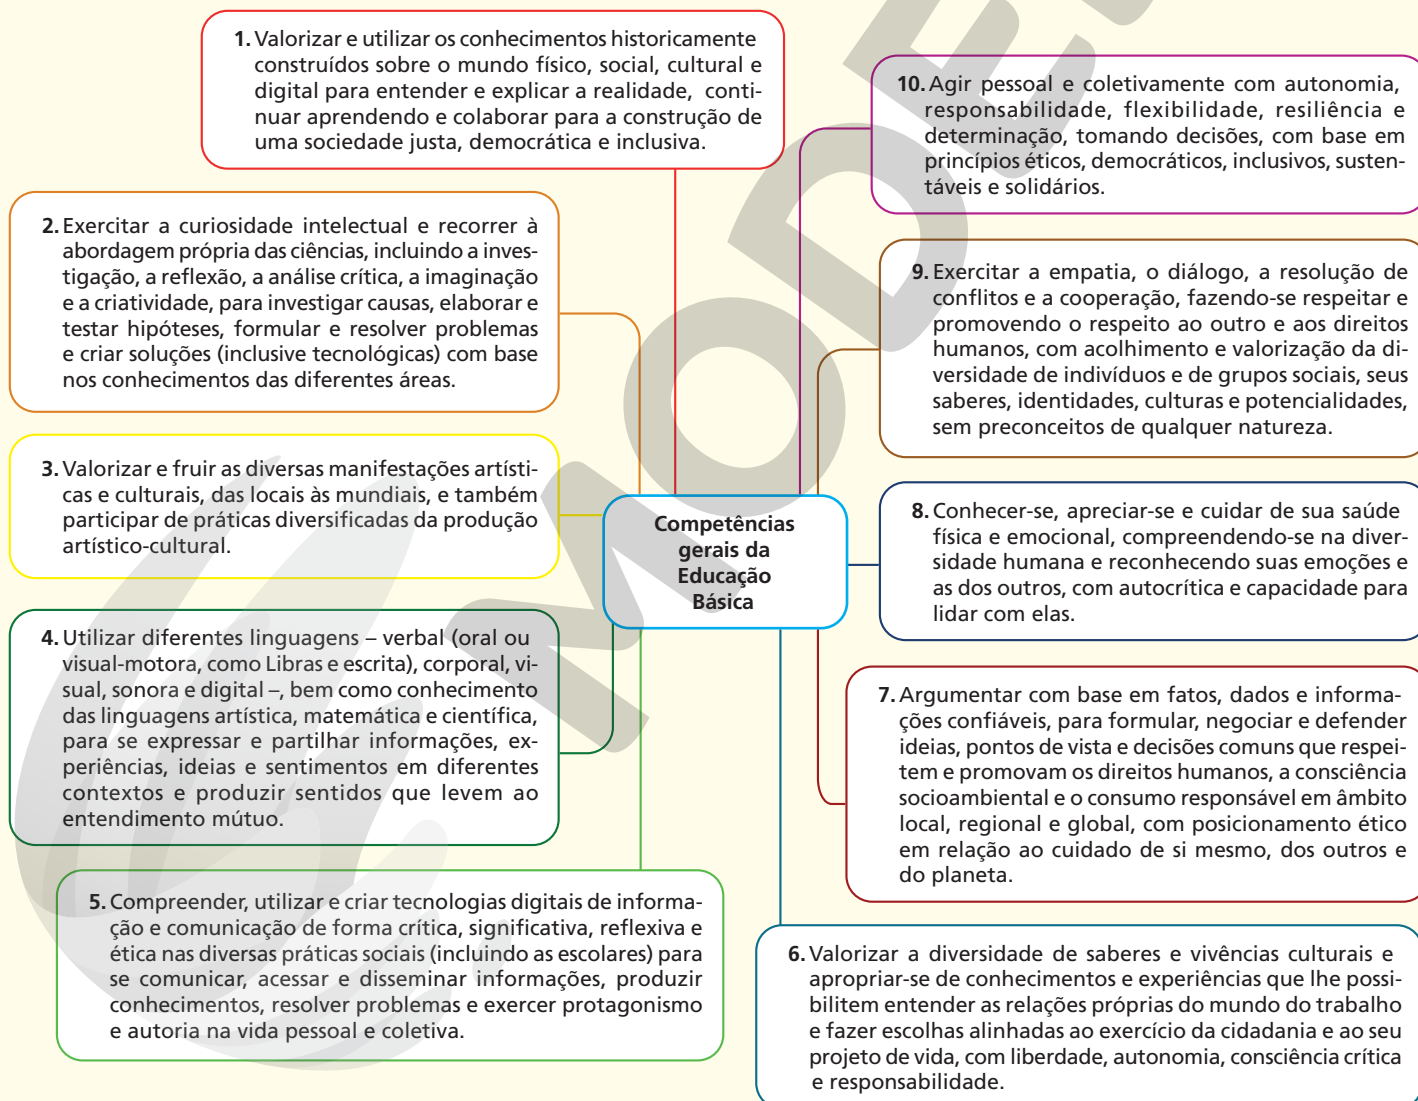 1. Valorizar e utilizar os conhecimentos historicamente
construídos sobre o mundo físico, social, cultural e
digital para entender e explicar a realidade, conti-
nuar aprendendo e colaborar para a construção de
uma sociedade justa, democrática e inclusiva.
2. Exercitar a curiosidade intelectual e recorrer à
abordagem própria das ciências, incluindo a inves-
tigação, a reflexão, a análise crítica, a imaginação
e a criatividade, para investigar causas, elaborar e
testar hipóteses, formular e resolver problemas
e criar soluções (inclusive tecnológicas) com base
nos conhecimentos das diferentes áreas.
3. Valorizar e fruir as diversas manifestações artísti-
cas e culturais, das locais às mundiais, e também
participar de práticas diversificadas da produção
artístico-cultural.
4. Utilizar diferentes linguagens – verbal (oral ou
visual-motora, como Libras e escrita), corporal, vi-
sual, sonora e digital –, bem como conhecimento
das linguagens artística, matemática e científica,
para se expressar e partilhar informações, ex-
periências, ideias e sentimentos em diferentes
contextos e produzir sentidos que levem ao
entendimento mútuo.
5. Compreender, utilizar e criar tecnologias digitais de informa-
ção e comunicação de forma crítica, significativa, reflexiva e
ética nas diversas práticas sociais (incluindo as escolares) para
se comunicar, acessar e disseminar informações, produzir
conhecimentos, resolver problemas e exercer protagonismo
e autoria na vida pessoal e coletiva.
Competências
gerais da
Educação
Básica
10. Agir pessoal e coletivamente com autonomia,
responsabilidade, flexibilidade, resiliência e
determinação, tomando decisões, com base em
princípios éticos, democráticos, inclusivos, susten-
táveis e solidários.
9. Exercitar a empatia, o diálogo, a resolução de
conflitos e a cooperação, fazendo-se respeitar e
promovendo o respeito ao outro e aos direitos
humanos, com acolhimento e valorização da di-
versidade de indivíduos e de grupos sociais, seus
saberes, identidades, culturas e potencialidades,
sem preconceitos de qualquer natureza.
8. Conhecer-se, apreciar-se e cuidar de sua saúde
física e emocional, compreendendo-se na diver-
sidade humana e reconhecendo suas emoções e
as dos outros, com autocrítica e capacidade para
lidar com elas.
7. Argumentar com base em fatos, dados e informa-
ções confiáveis, para formular, negociar e defender
ideias, pontos de vista e decisões comuns que respei-
tem e promovam os direitos humanos, a consciência
socioambiental e o consumo responsável em âmbito
local, regional e global, com posicionamento ético
em relação ao cuidado de si mesmo, dos outros e
do planeta.
6. Valorizar a diversidade de saberes e vivências culturais e
apropriar-se de conhecimentos e experiências que lhe possi-
bilitem entender as relações próprias do mundo do trabalho
e fazer escolhas alinhadas ao exercício da cidadania e ao seu
projeto de vida, com liberdade, autonomia, consciência crítica
e responsabilidade.